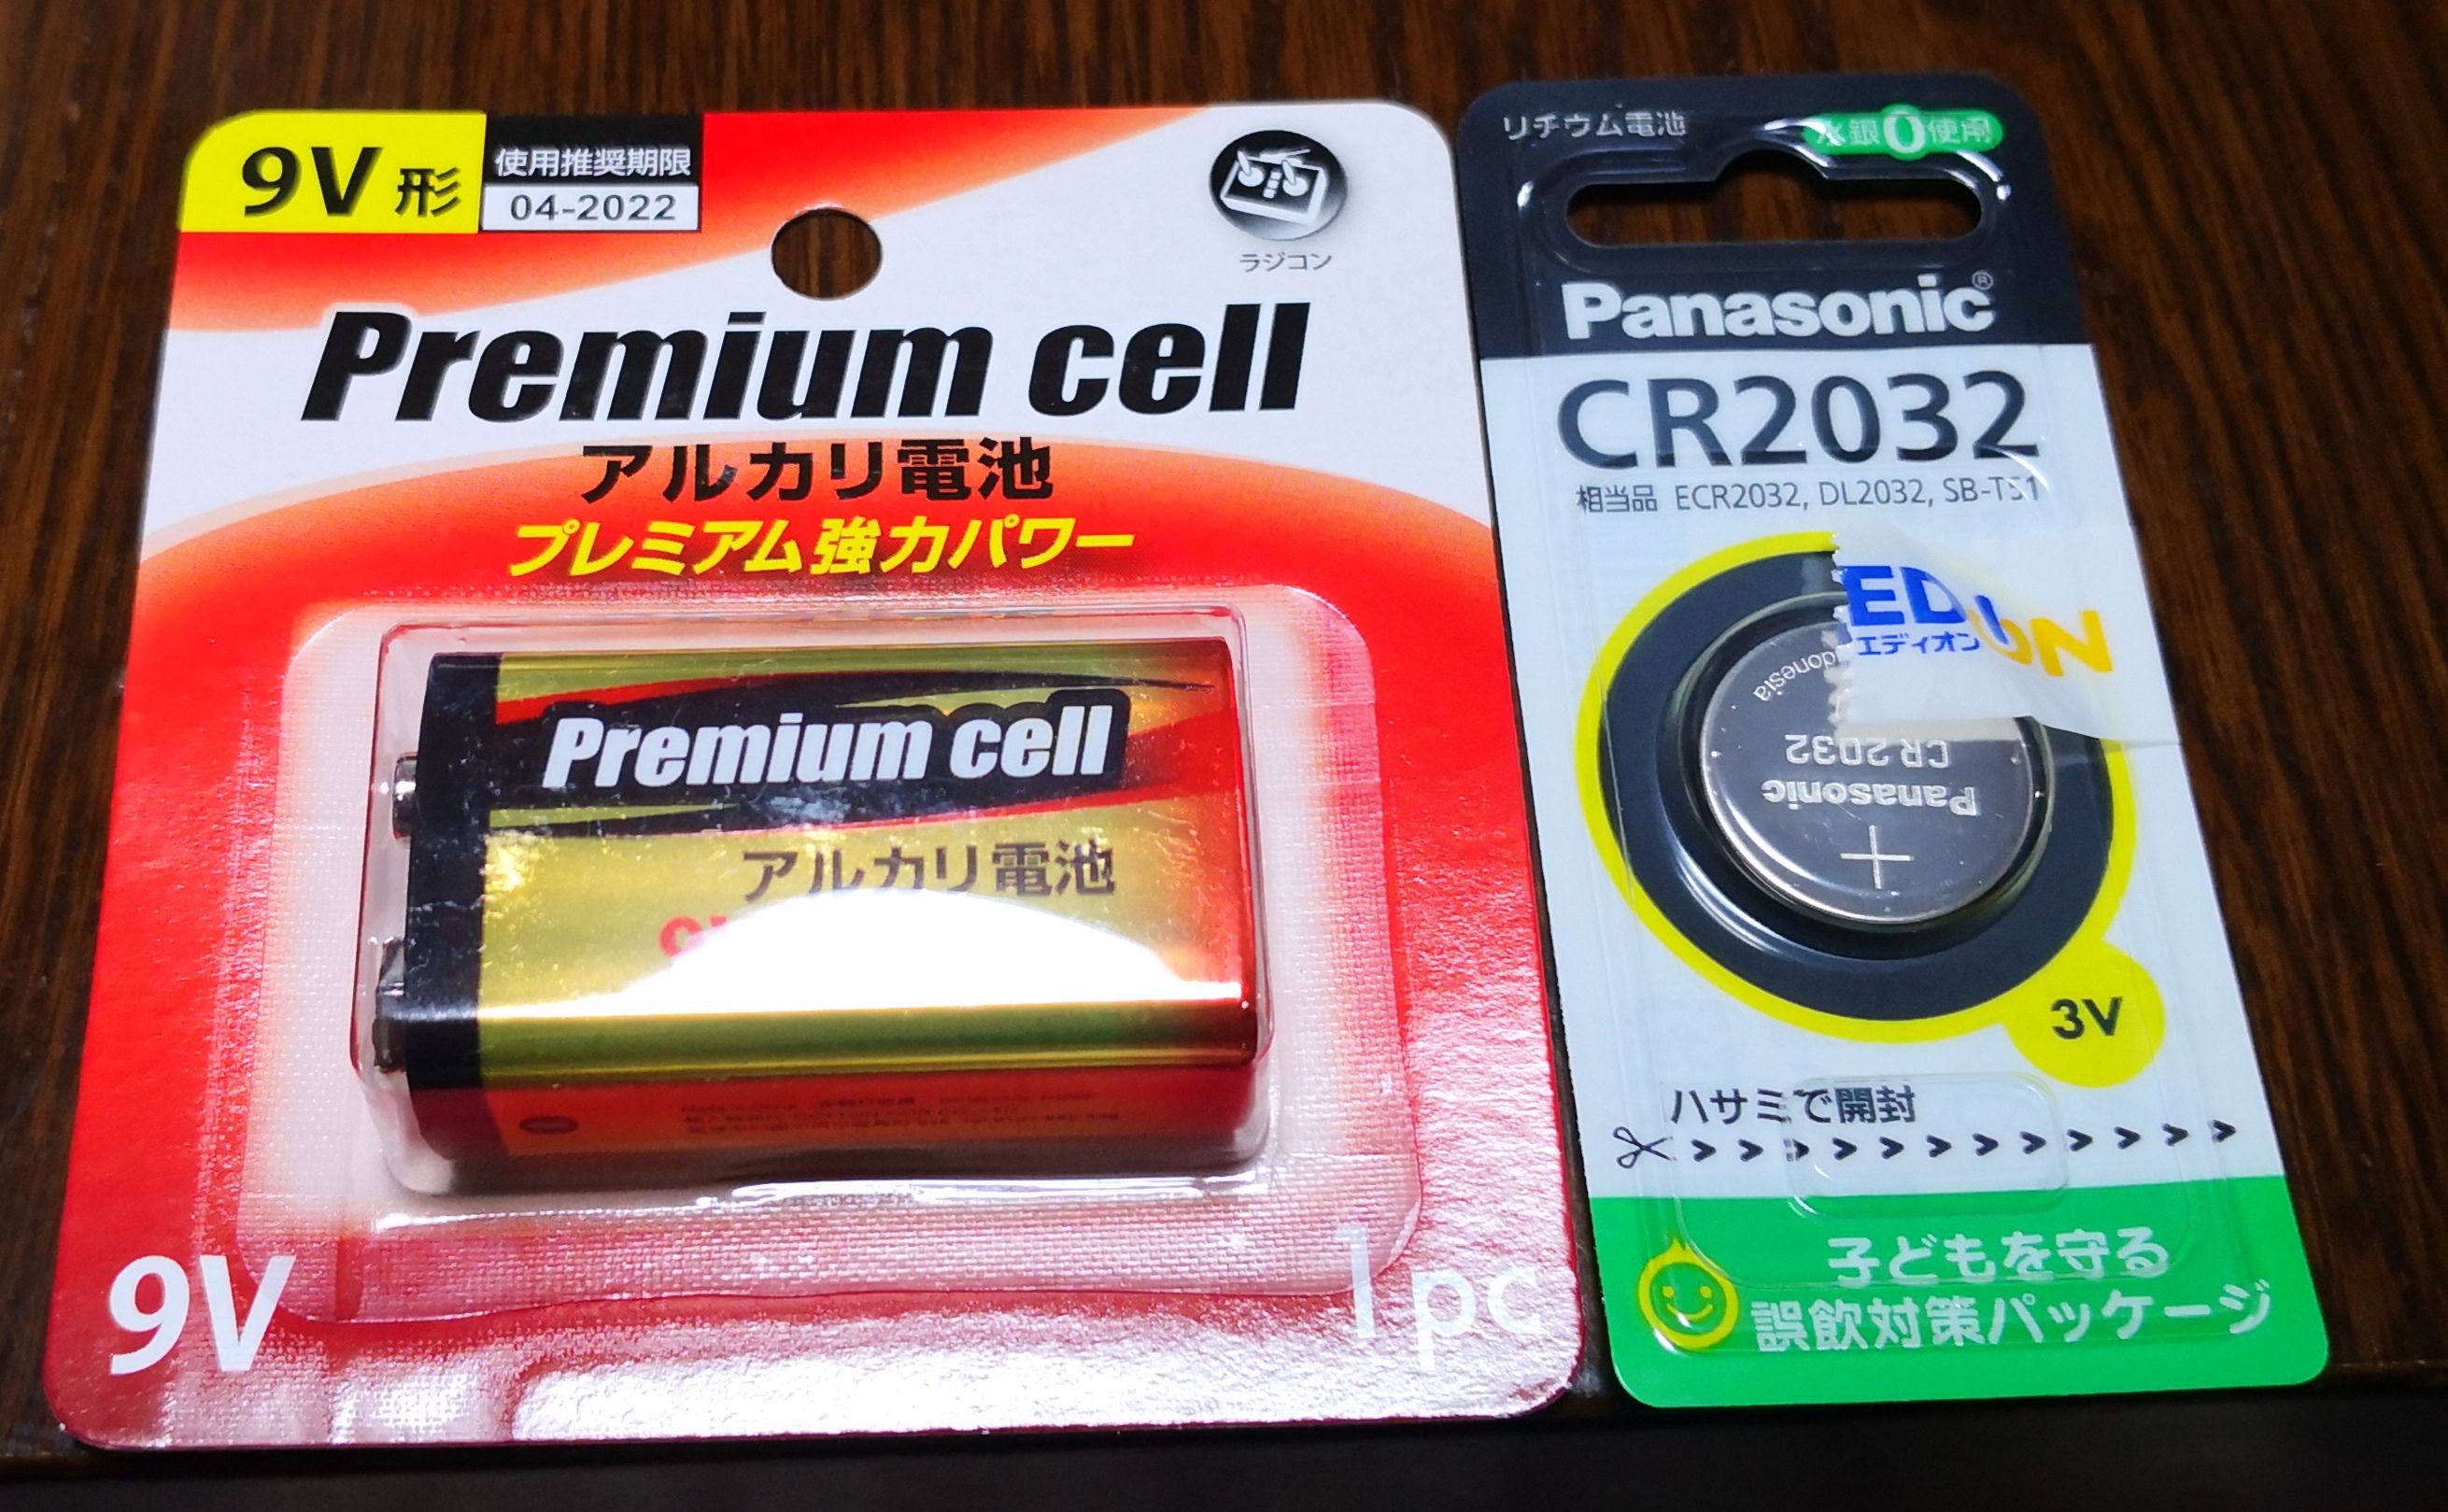 9V形
使用推奨期限
04-2022
ラジコン
Premium cell
アルカリ電池
プレミアム強力パワー
Premium cell
アルカリ電池
9V
1pc
リチウム電池
水銀0使用
Panasonic®
CR2032
相当品 ECR2032, DL2032, SB-T51
EDION
エディオン
donesia
CR2032
Panasonic
+
3V
ハサミで開封
子どもを守る
誤飲対策パッケージ